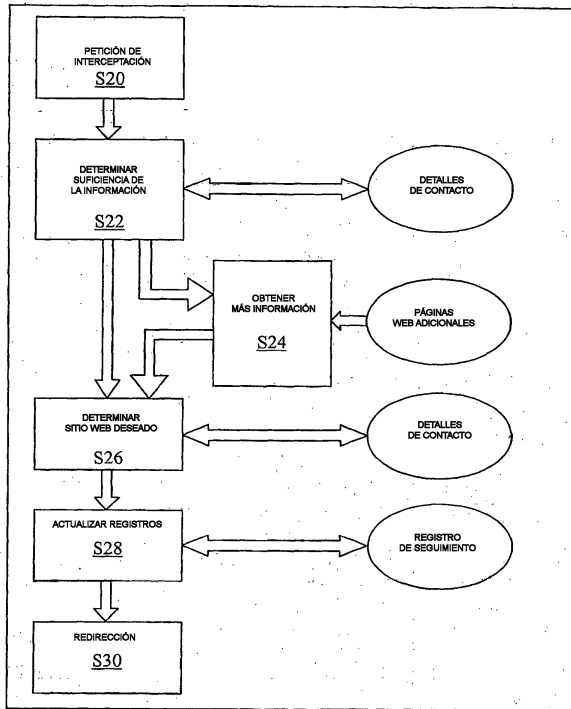 PETICIÓN DE
INTERCEPTACIÓN
S20
DETERMINAR
SUFICIENCIA DE
LA INFORMACIÓN
S22
DETALLES
DE CONTACTO
OBTENER
MÁS INFORMACIÓN
S24
PÁGINAS
WEB ADICIONALES
DETERMINAR
SITIO WEB DESEADO
S26
DETALLES
DE CONTACTO
ACTUALIZAR REGISTROS
S28
REGISTRO
DE SEGUIMIENTO
REDIRECCIÓN
S30